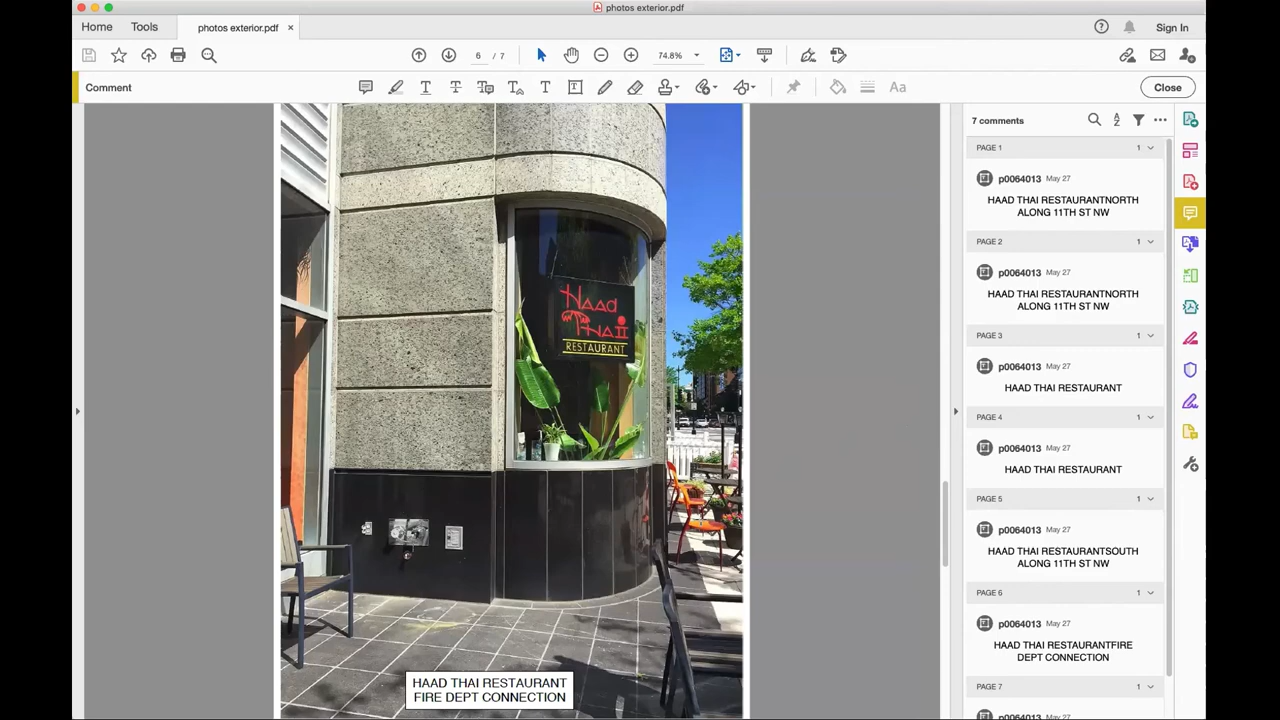 photos exterior.pdf
Home
Tools
photos exterior.pdf ×
Sign In
6 / 7
74.8%
Comment
Close
7 comments
PAGE 1
1
p0064013 May 27
HAAD THAI RESTAURANTNORTH
ALONG 11TH ST NW
PAGE 2
1
p0064013 May 27
HAAD THAI RESTAURANTNORTH
ALONG 11TH ST NW
PAGE 3
1
p0064013 May 27
HAAD THAI RESTAURANT
PAGE 4
1
p0064013 May 27
HAAD THAI RESTAURANT
PAGE 5
1
p0064013 May 27
HAAD THAI RESTAURANTSOUTH
ALONG 11TH ST NW
PAGE 6
1
p0064013 May 27
HAAD THAI RESTAURANTFIRE
DEPT CONNECTION
PAGE 7
1
p0064013 May 27
Haad
Thai
RESTAURANT
HAAD THAI RESTAURANT
FIRE DEPT CONNECTION